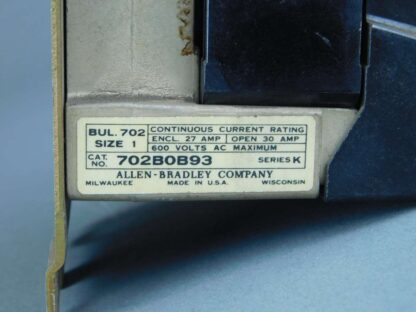 BUL. 702 CONTINUOUS CURRENT RATING
SIZE 1 ENCL. 27 AMP OPEN 30 AMP
600 VOLTS AC MAXIMUM
CAT. NO. 702B0B93 SERIES K
ALLEN-BRADLEY COMPANY
MILWAUKEE MADE IN U.S.A. WISCONSIN